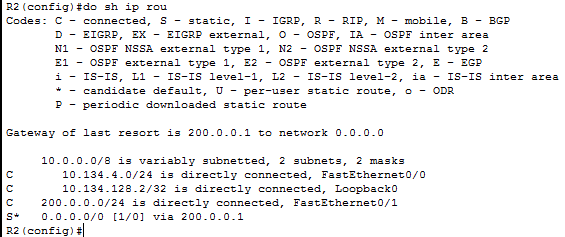 R2(config)#do sh ip rou
Codes: C - connected, S - static, I - IGRP, R - RIP, M - mobile, B - BGP
       D - EIGRP, EX - EIGRP external, O - OSPF, IA - OSPF inter area
       N1 - OSPF NSSA external type 1, N2 - OSPF NSSA external type 2
       E1 - OSPF external type 1, E2 - OSPF external type 2, E - EGP
       i - IS-IS, L1 - IS-IS level-1, L2 - IS-IS level-2, ia - IS-IS inter area
       * - candidate default, U - per-user static route, o - ODR
       P - periodic downloaded static route
Gateway of last resort is 200.0.0.1 to network 0.0.0.0
     10.0.0.0/8 is variably subnetted, 2 subnets, 2 masks
C       10.134.4.0/24 is directly connected, FastEthernet0/0
C       10.134.128.2/32 is directly connected, Loopback0
C    200.0.0.0/24 is directly connected, FastEthernet0/1
S*   0.0.0.0/0 [1/0] via 200.0.0.1
R2(config)#